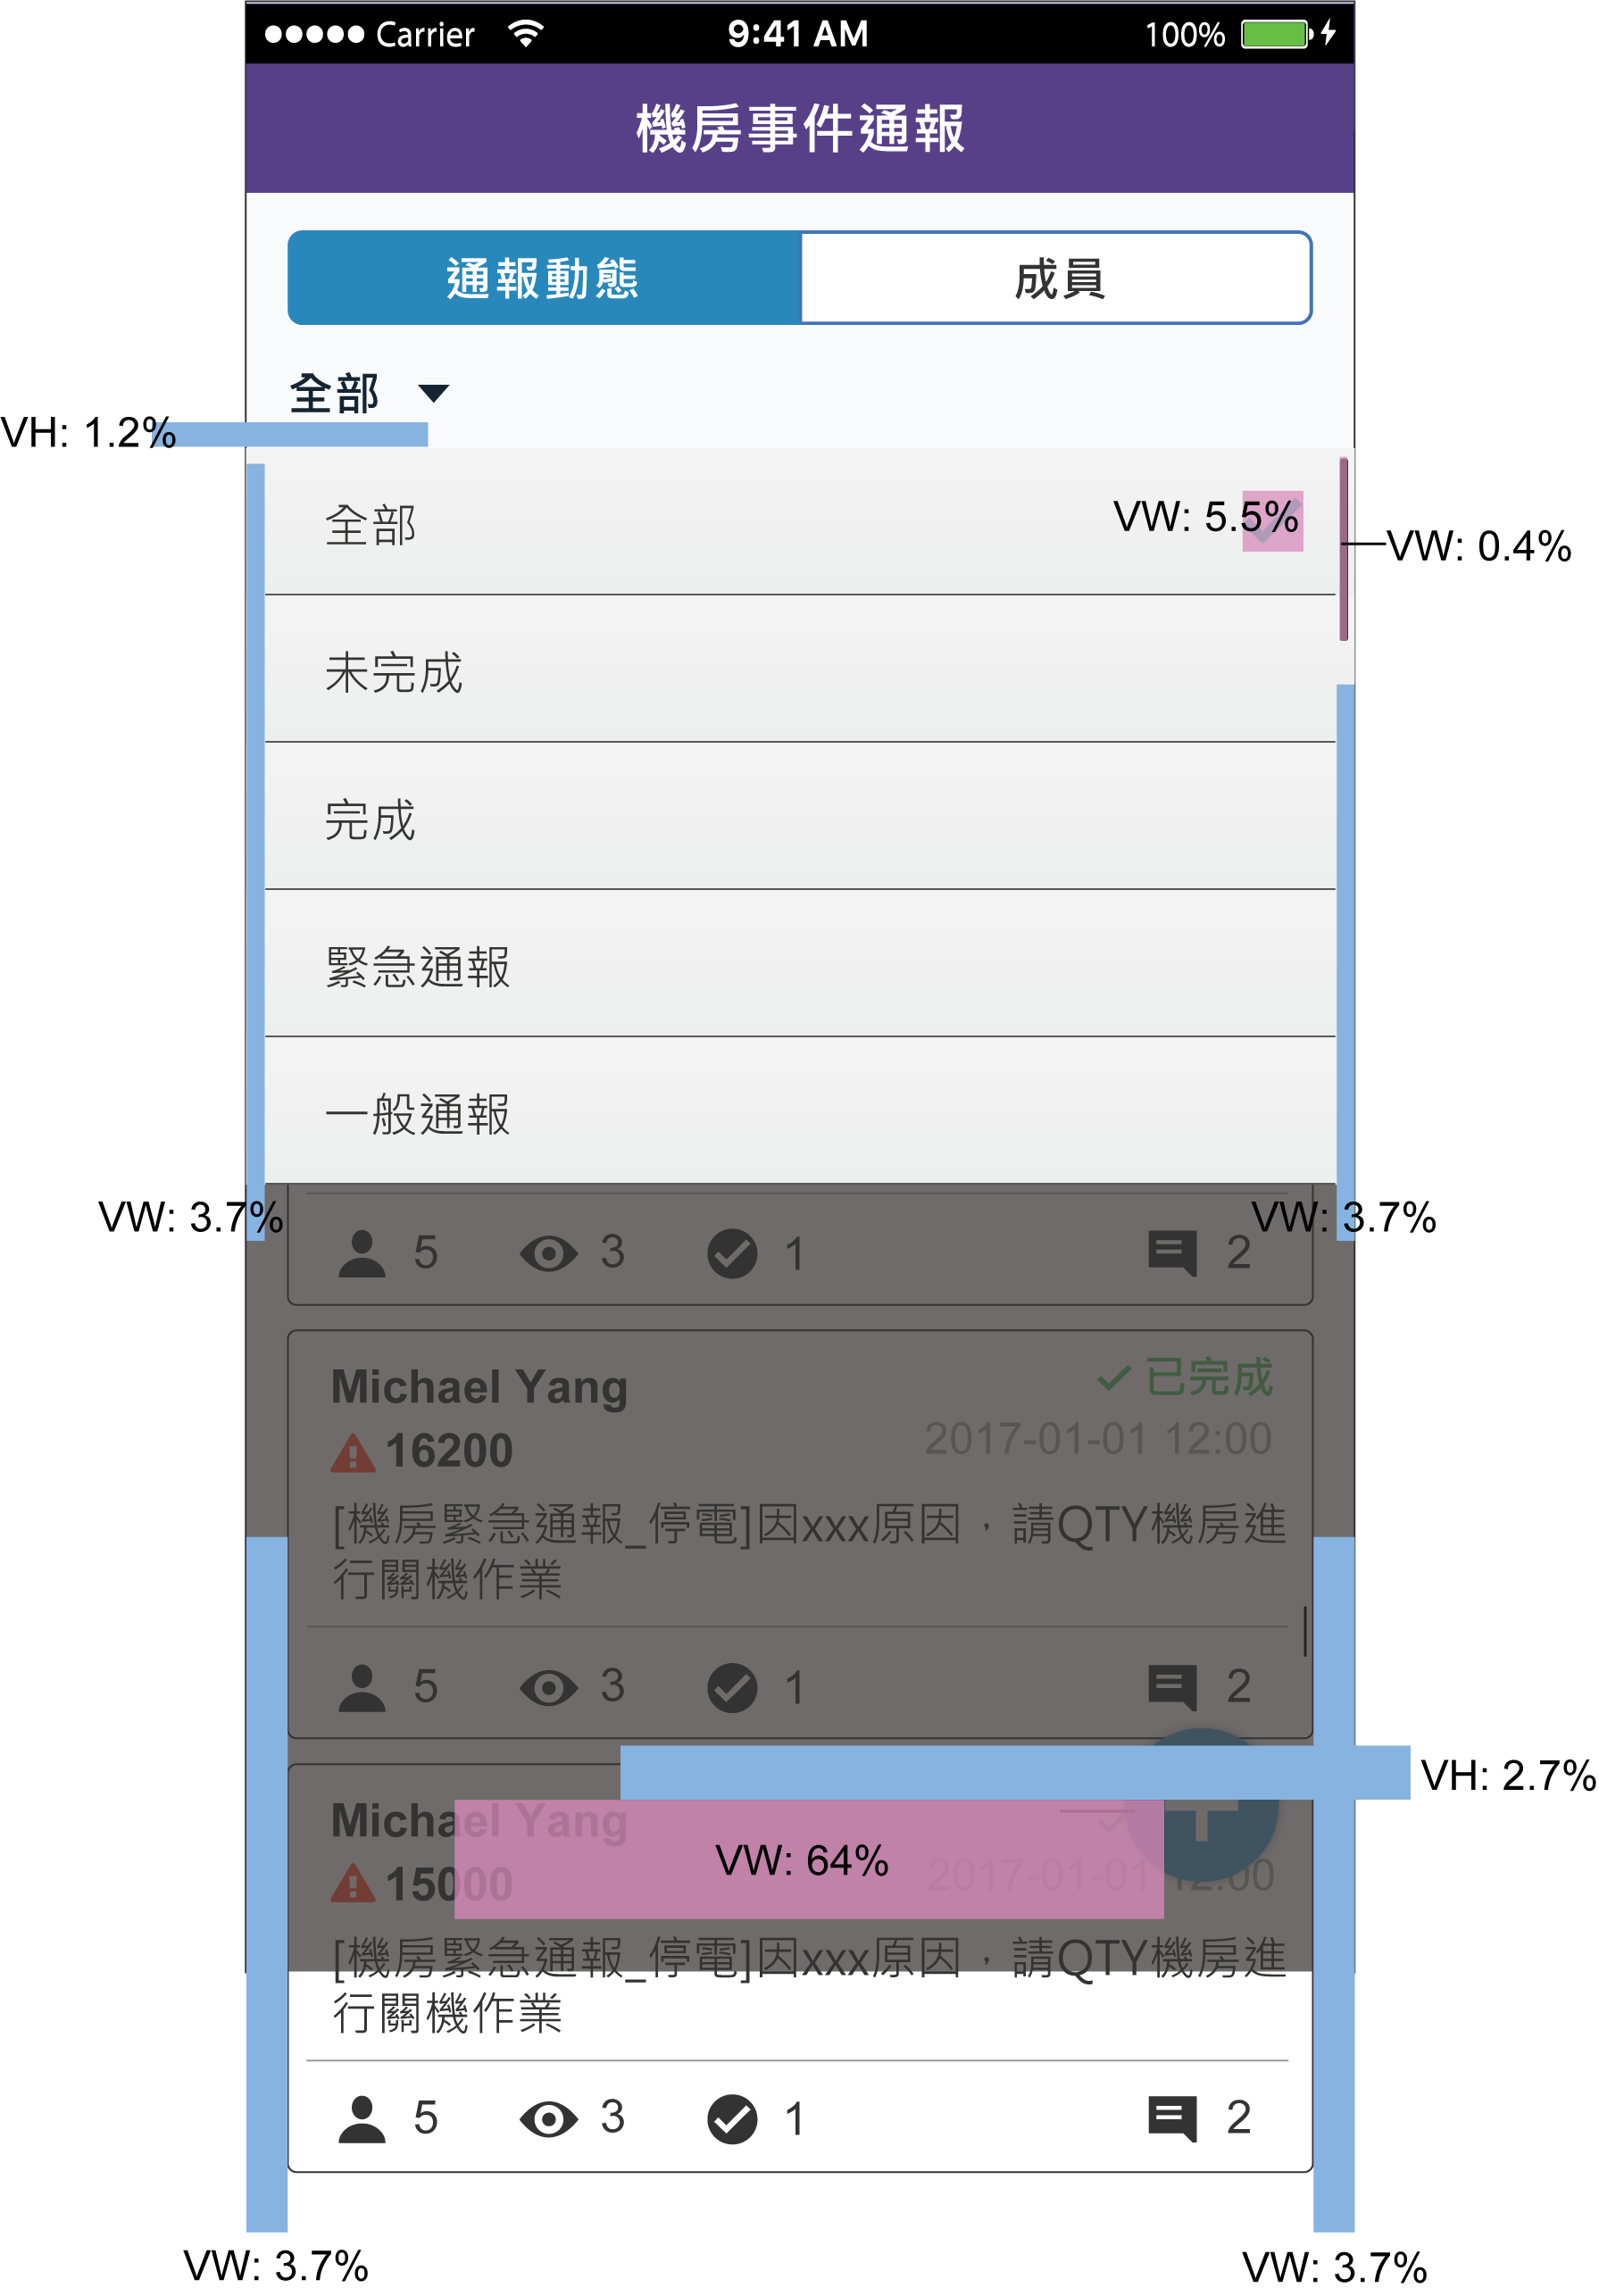 Carrier 9:41 AM 100%
機房事件通報
通報動態 成員
全部
VH: 1.2%
全部 VW: 5.5%
VW: 0.4%
未完成
完成
緊急通報
一般通報
VW: 3.7% VW: 3.7%
5 3 1 2
Michael Yang 已完成
16200 2017-01-01 12:00
[機房緊急通報_停電]因xxx原因，請QTY機房進
行關機作業
5 3 1 2
VH: 2.7%
Michael Yang
VW: 64%
15000 2017-01-01 12:00
[機房緊急通報_停電]因xxx原因，請QTY機房進
行關機作業
5 3 1 2
VW: 3.7% VW: 3.7%